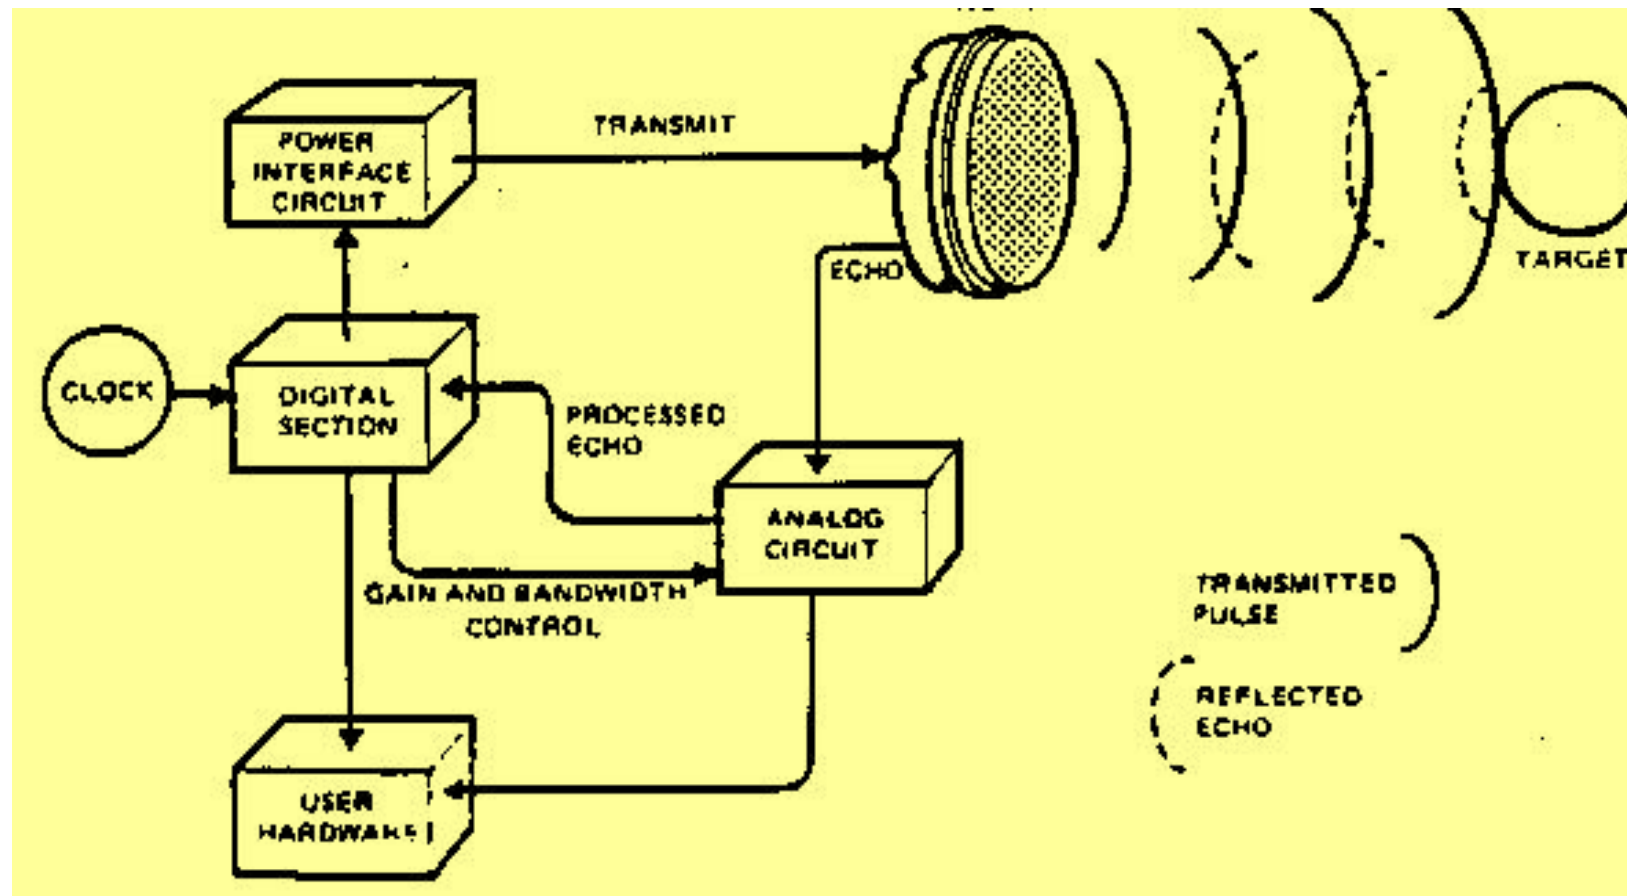 POWER
INTERFACE
CIRCUIT
TRANSMIT
ECHO
TARGET
CLOCK
DIGITAL
SECTION
PROCESSED
ECHO
ANALOG
CIRCUIT
GAIN AND BANDWIDTH
CONTROL
TRANSMITTED
PULSE
REFLECTED
ECHO
USER
HARDWARE